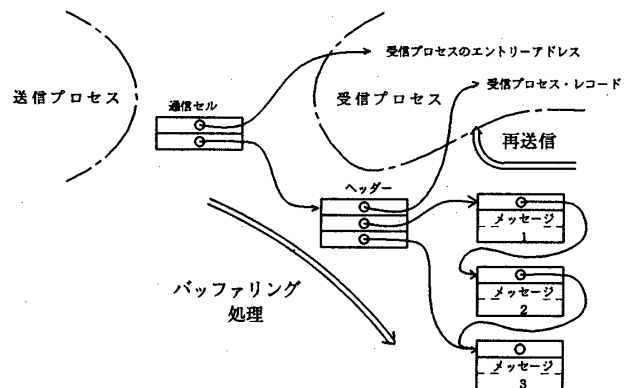 受信プロセスのエントリーアドレス
送信プロセス
通信セル
受信プロセス
受信プロセス・レコード
再送信
ヘッダー
メッセージ
1
バッファリング
処理
メッセージ
2
メッセージ
3